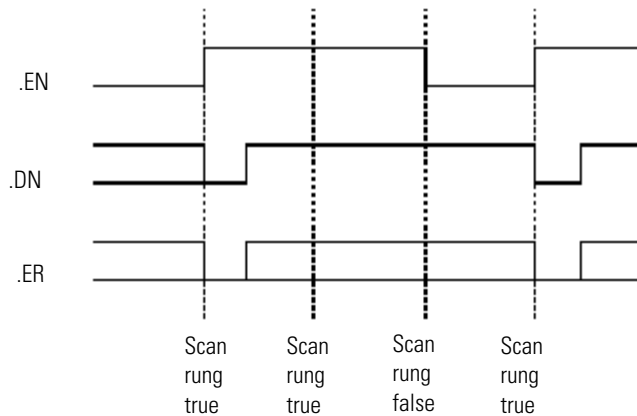 .EN
.DN
.ER
Scan
rung
true
Scan
rung
true
Scan
rung
false
Scan
rung
true